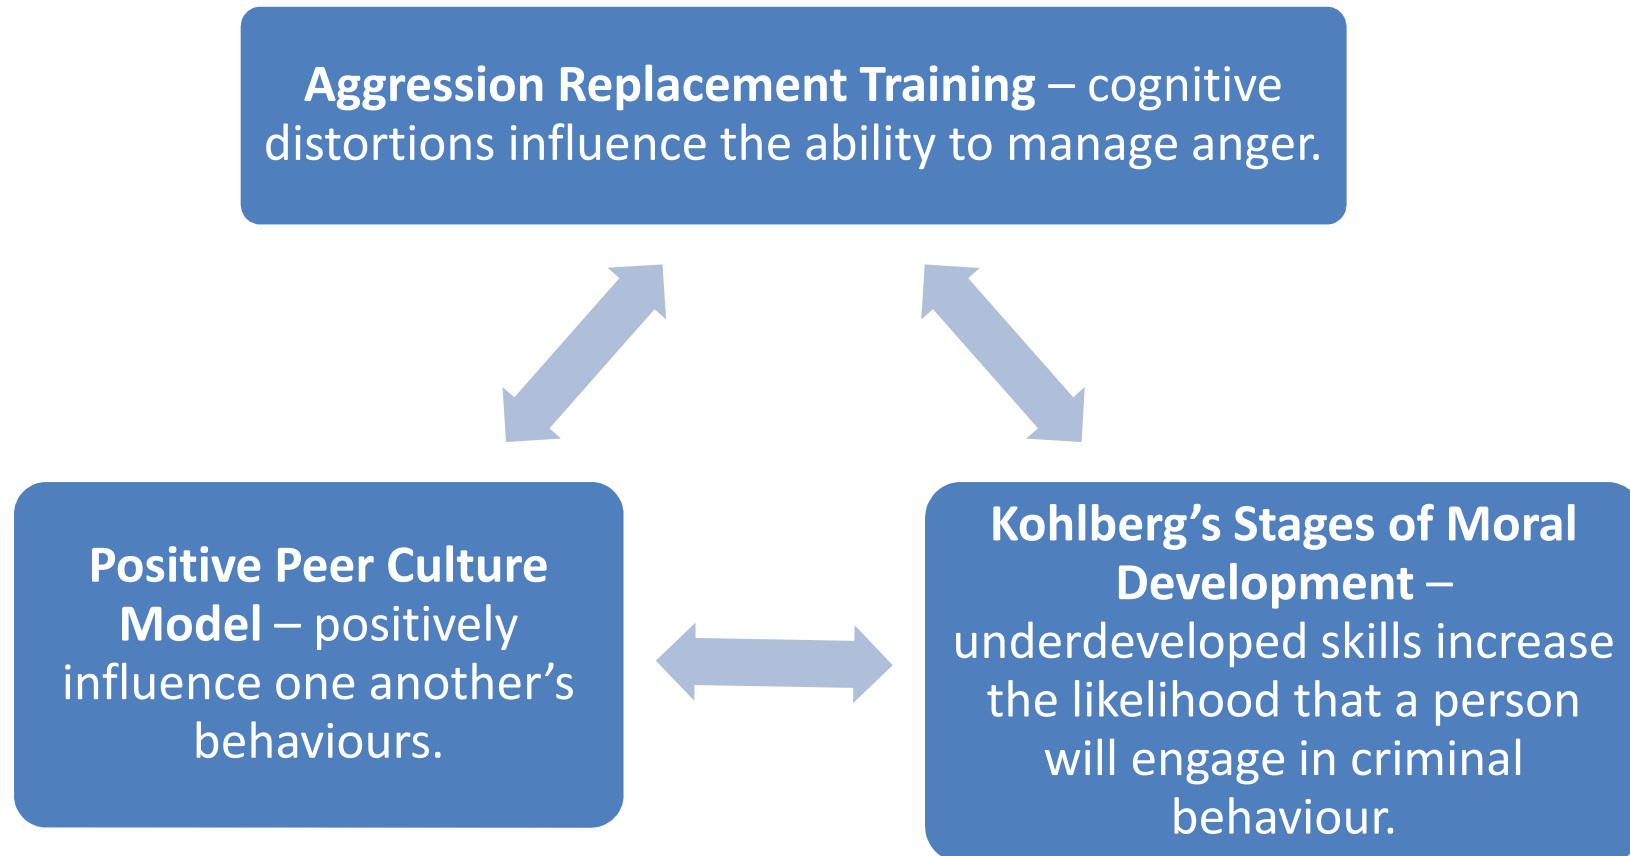 Aggression Replacement Training – cognitive
distortions influence the ability to manage anger.
Positive Peer Culture
Model – positively
influence one another’s
behaviours.
Kohlberg’s Stages of Moral
Development –
underdeveloped skills increase
the likelihood that a person
will engage in criminal
behaviour.